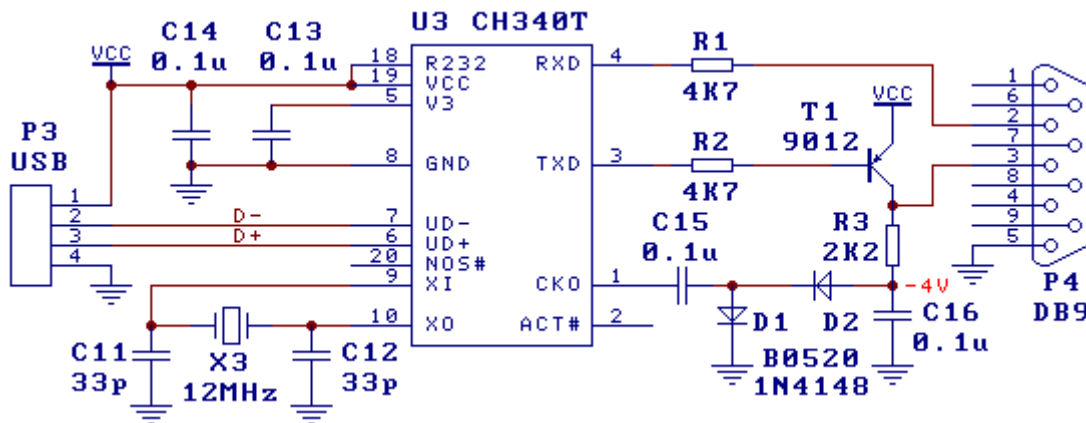 U3 CH340T
C14
0.1u
C13
0.1u
VCC
18
19
5
8
7
6
20
9
10
R232
VCC
V3
GND
UD-
UD+
NOS#
XI
XO
RXD
TXD
CKO
ACT#
4
3
1
2
P3
USB
1
2
3
4
D-
D+
C11
33p
X3
12MHz
C12
33p
R1
4K7
R2
4K7
T1
9012
VCC
C15
0.1u
R3
2K2
-4V
D1
D2
B0520
1N4148
C16
0.1u
1
6
2
7
3
8
4
9
5
P4
DB9